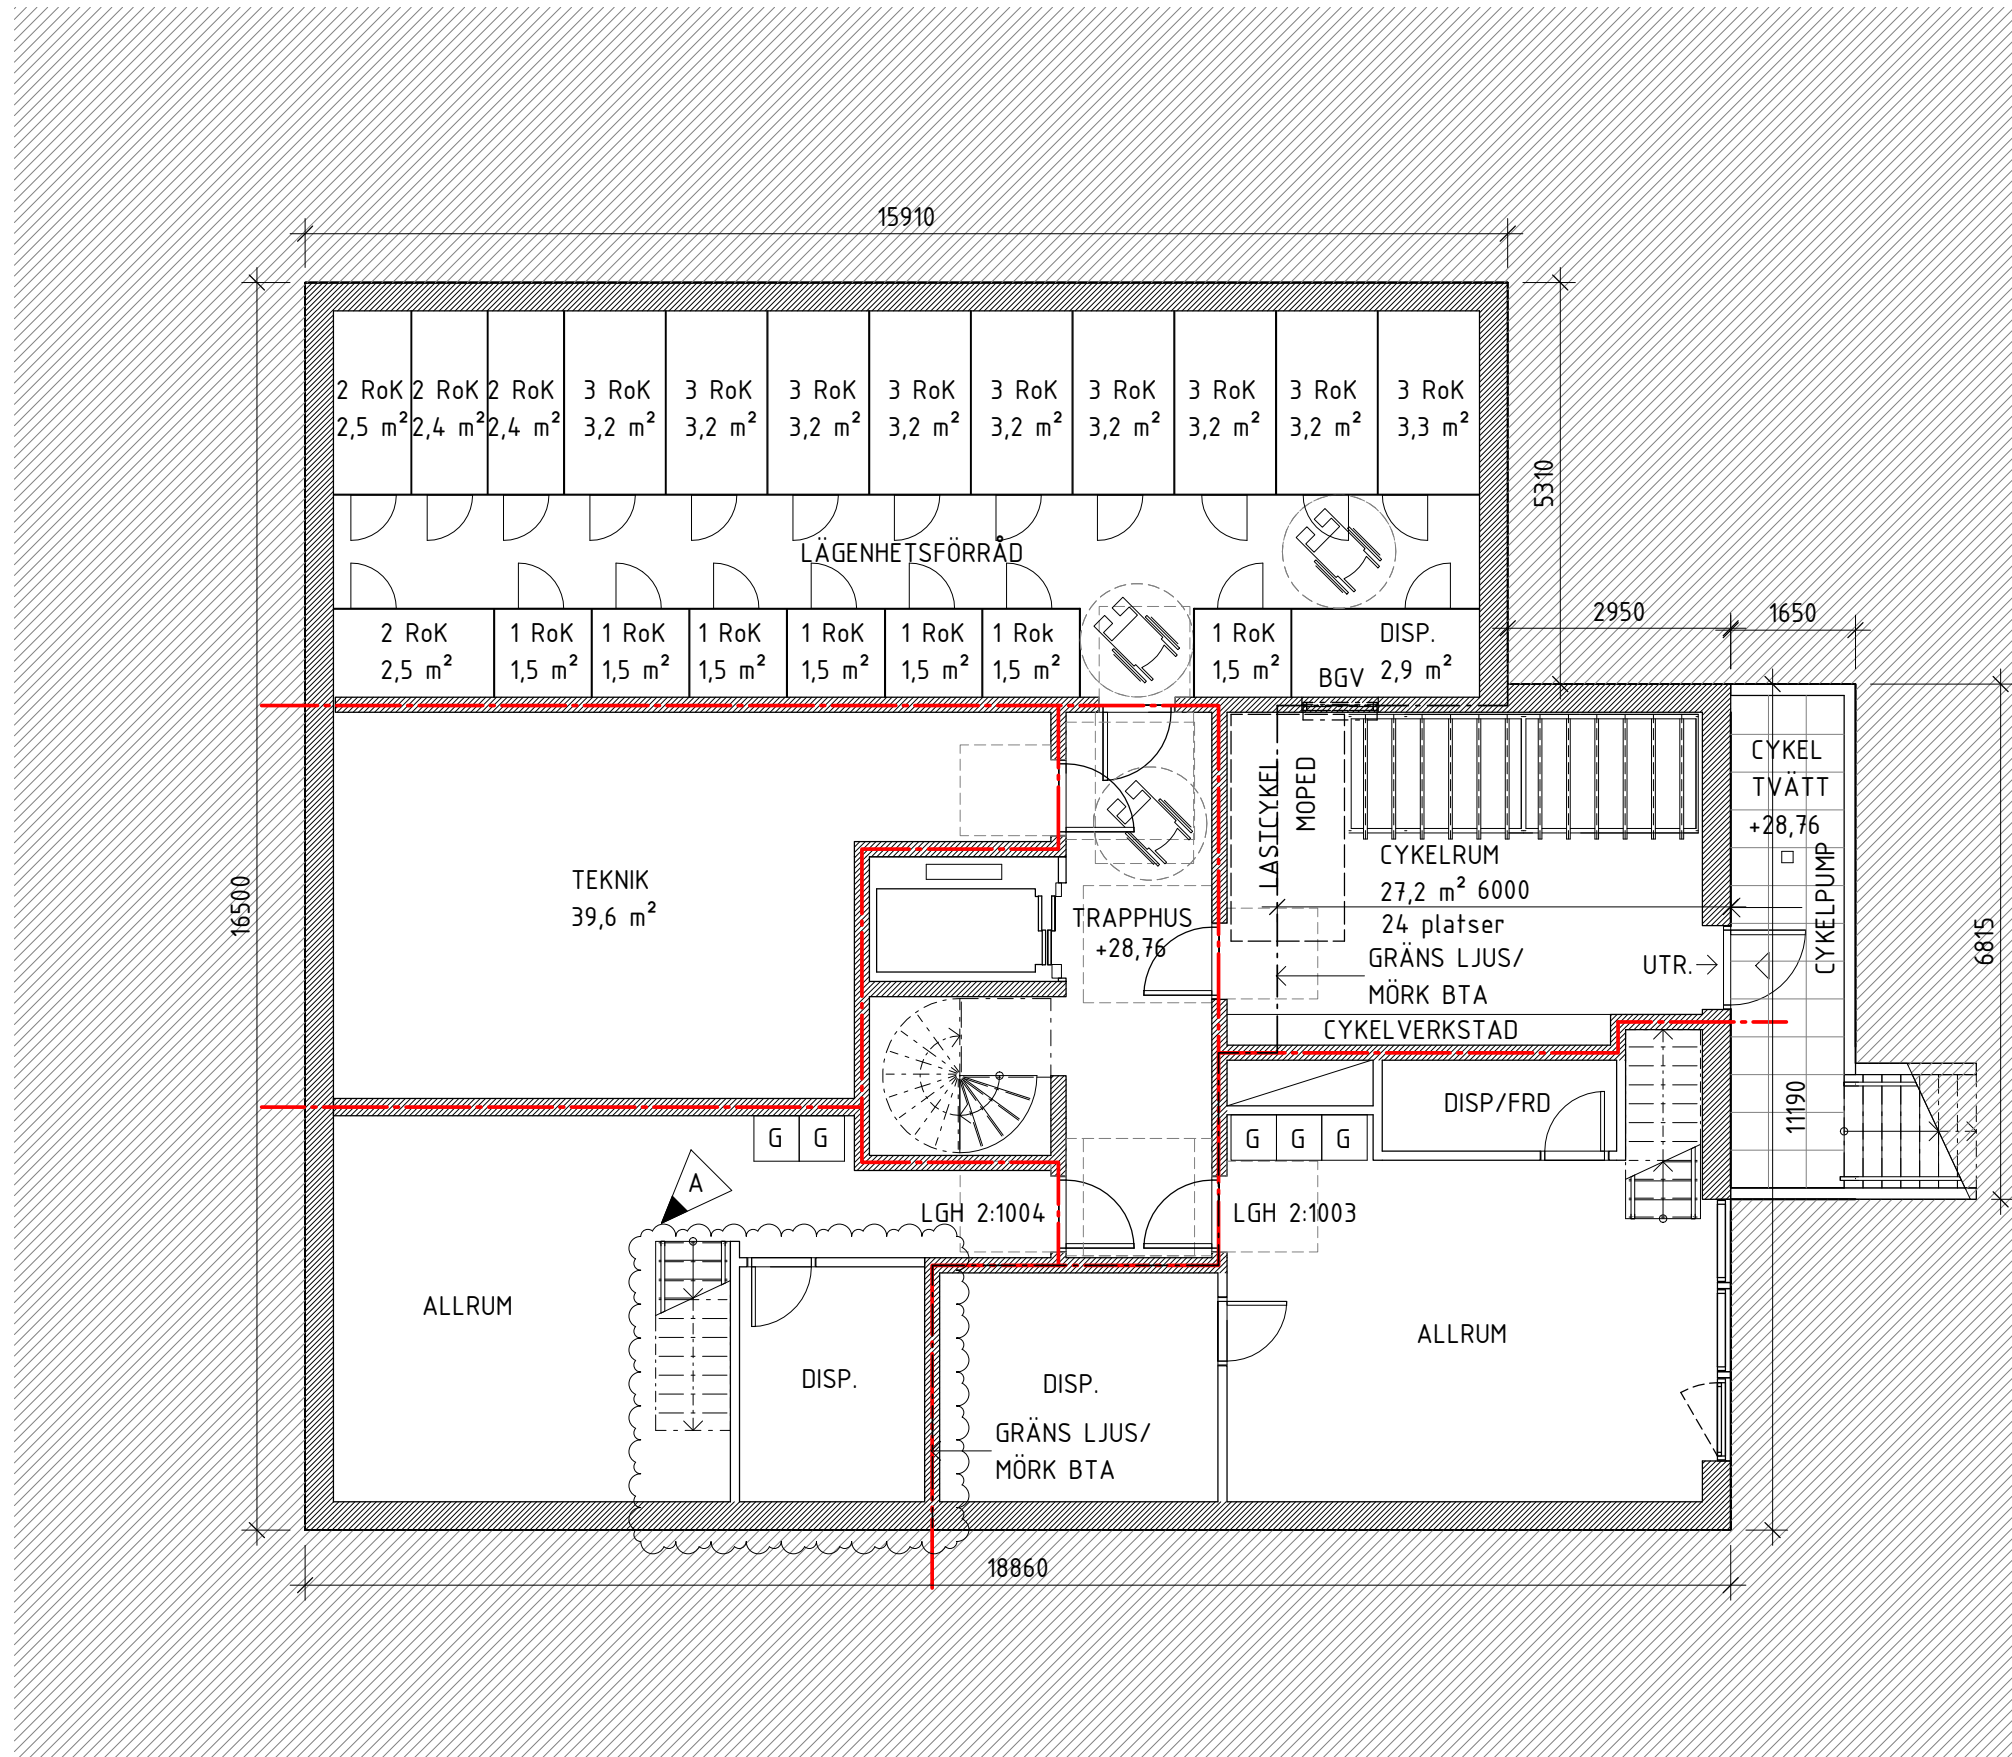 15910
2 RoK 2 RoK 2 RoK 3 RoK 3 RoK 3 RoK 3 RoK 3 RoK 3 RoK 3 RoK 3 RoK 3 RoK
2,5 m² 2,4 m² 2,4 m² 3,2 m² 3,2 m² 3,2 m² 3,2 m² 3,2 m² 3,2 m² 3,2 m² 3,2 m² 3,3 m²
5310
LÄGENHETSFÖRRÅD
2950
1650
2 RoK 1 RoK 1 RoK 1 RoK 1 RoK 1 RoK 1 Rok 1 RoK DISP.
2,5 m² 1,5 m² 1,5 m² 1,5 m² 1,5 m² 1,5 m² 1,5 m² 1,5 m² 2,9 m²
BGV
LASTCYKEL
MOPED
CYKEL
TVÄTT
+28,76
CYKELPUMP
CYKELRUM
27,2 m² 6000
24 platser
GRÄNS LJUS/
MÖRK BTA
UTR.
CYKELVERKSTAD
16500
TEKNIK
39,6 m²
TRAPPHUS
+28,76
6815
11190
DISP/FRD
G G
G G G
A
LGH 2:1004
LGH 2:1003
ALLRUM
DISP.
DISP.
ALLRUM
GRÄNS LJUS/
MÖRK BTA
18860